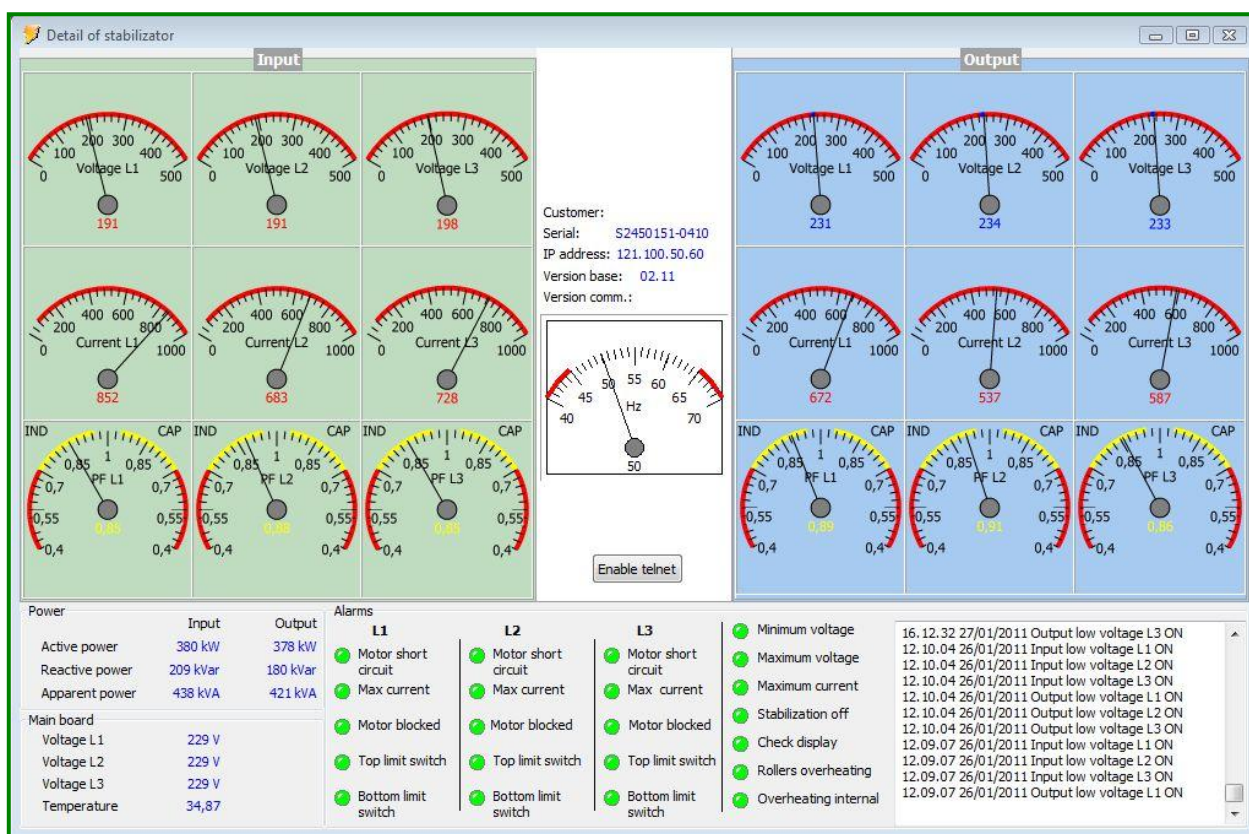 Detail of stabilizator
Input
Output
0 100 200 300 400 500
Voltage L1
191
0 100 200 300 400 500
Voltage L2
191
0 100 200 300 400 500
Voltage L3
198
0 200 400 600 800 1000
Current L1
852
0 200 400 600 800 1000
Current L2
683
0 200 400 600 800 1000
Current L3
728
IND CAP
0,4 0,55 0,7 0,85 1 0,85 0,7 0,55 0,4
PF L1
0,85
IND CAP
0,4 0,55 0,7 0,85 1 0,85 0,7 0,55 0,4
PF L2
0,88
IND CAP
0,4 0,55 0,7 0,85 1 0,85 0,7 0,55 0,4
PF L3
0,85
Customer:
Serial: S2450151-0410
IP address: 121.100.50.60
Version base: 02.11
Version comm.:
40 45 50 55 60 65 70
Hz
50
Enable telnet
0 100 200 300 400 500
Voltage L1
231
0 100 200 300 400 500
Voltage L2
234
0 100 200 300 400 500
Voltage L3
233
0 200 400 600 800 1000
Current L1
672
0 200 400 600 800 1000
Current L2
537
0 200 400 600 800 1000
Current L3
587
IND CAP
0,4 0,55 0,7 0,85 1 0,85 0,7 0,55 0,4
PF L1
0,89
IND CAP
0,4 0,55 0,7 0,85 1 0,85 0,7 0,55 0,4
PF L2
0,91
IND CAP
0,4 0,55 0,7 0,85 1 0,85 0,7 0,55 0,4
PF L3
0,86
Power
Input Output
Active power 380 kW 378 kW
Reactive power 209 kVar 180 kVar
Apparent power 438 kVA 421 kVA
Main board
Voltage L1 229 V
Voltage L2 229 V
Voltage L3 229 V
Temperature 34,87
Alarms
L1
Motor short
circuit
Max current
Motor blocked
Top limit switch
Bottom limit
switch
L2
Motor short
circuit
Max current
Motor blocked
Top limit switch
Bottom limit
switch
L3
Motor short
circuit
Max current
Motor blocked
Top limit switch
Bottom limit
switch
Minimum voltage
Maximum voltage
Maximum current
Stabilization off
Check display
Rollers overheating
Overheating internal
16.12.32 27/01/2011 Output low voltage L3 ON
12.10.04 26/01/2011 Input low voltage L1 ON
12.10.04 26/01/2011 Input low voltage L2 ON
12.10.04 26/01/2011 Input low voltage L3 ON
12.10.04 26/01/2011 Output low voltage L1 ON
12.10.04 26/01/2011 Output low voltage L2 ON
12.10.04 26/01/2011 Output low voltage L3 ON
12.09.07 26/01/2011 Input low voltage L1 ON
12.09.07 26/01/2011 Input low voltage L2 ON
12.09.07 26/01/2011 Input low voltage L3 ON
12.09.07 26/01/2011 Output low voltage L1 ON